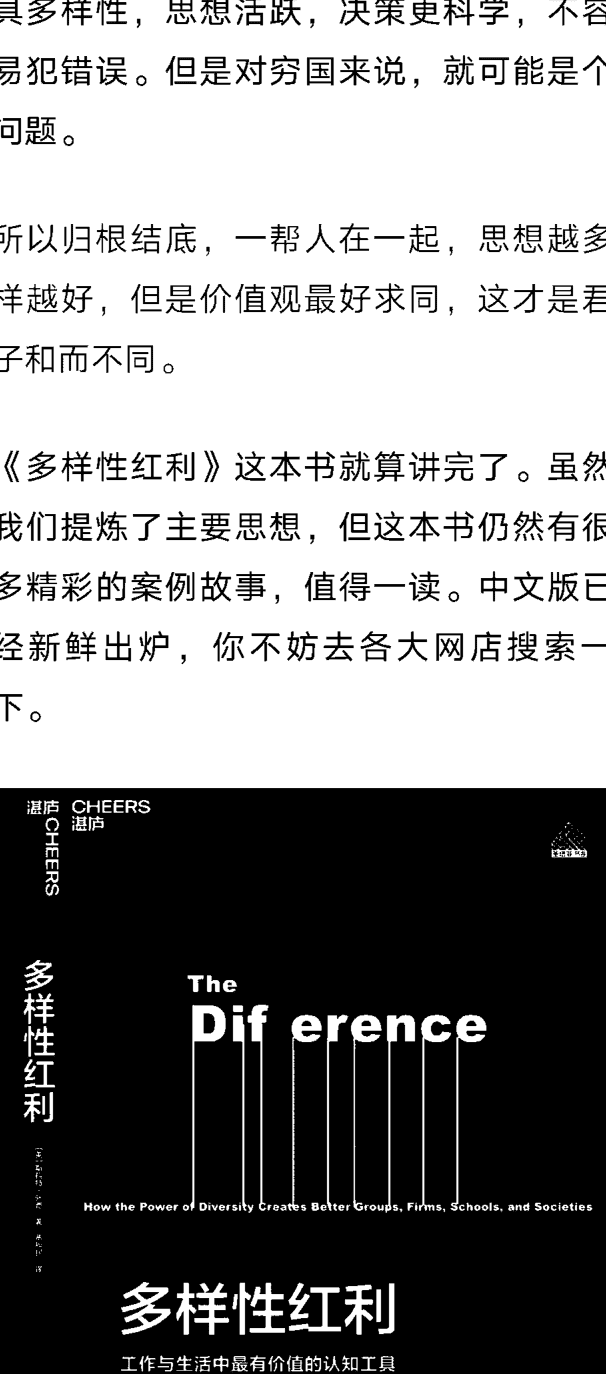 具多样性，思想活跃，决策更科学，不容
易犯错误。但是对穷国来说，就可能是个
问题。
所以归根结底，一帮人在一起，思想越多
样越好，但是价值观最好求同，这才是君
子和而不同。
《多样性红利》这本书就算讲完了。虽然
我们提炼了主要思想，但这本书仍然有很
多精彩的案例故事，值得一读。中文版已
经新鲜出炉，你不妨去各大网店搜索一
下。
湛庐 CHEERS
CHEERS
湛庐
多样性红利
The
Dif erence
How the Power of Diversity Creates Better Groups, Firms, Schools, and Societies
多样性红利
工作与生活中最有价值的认知工具